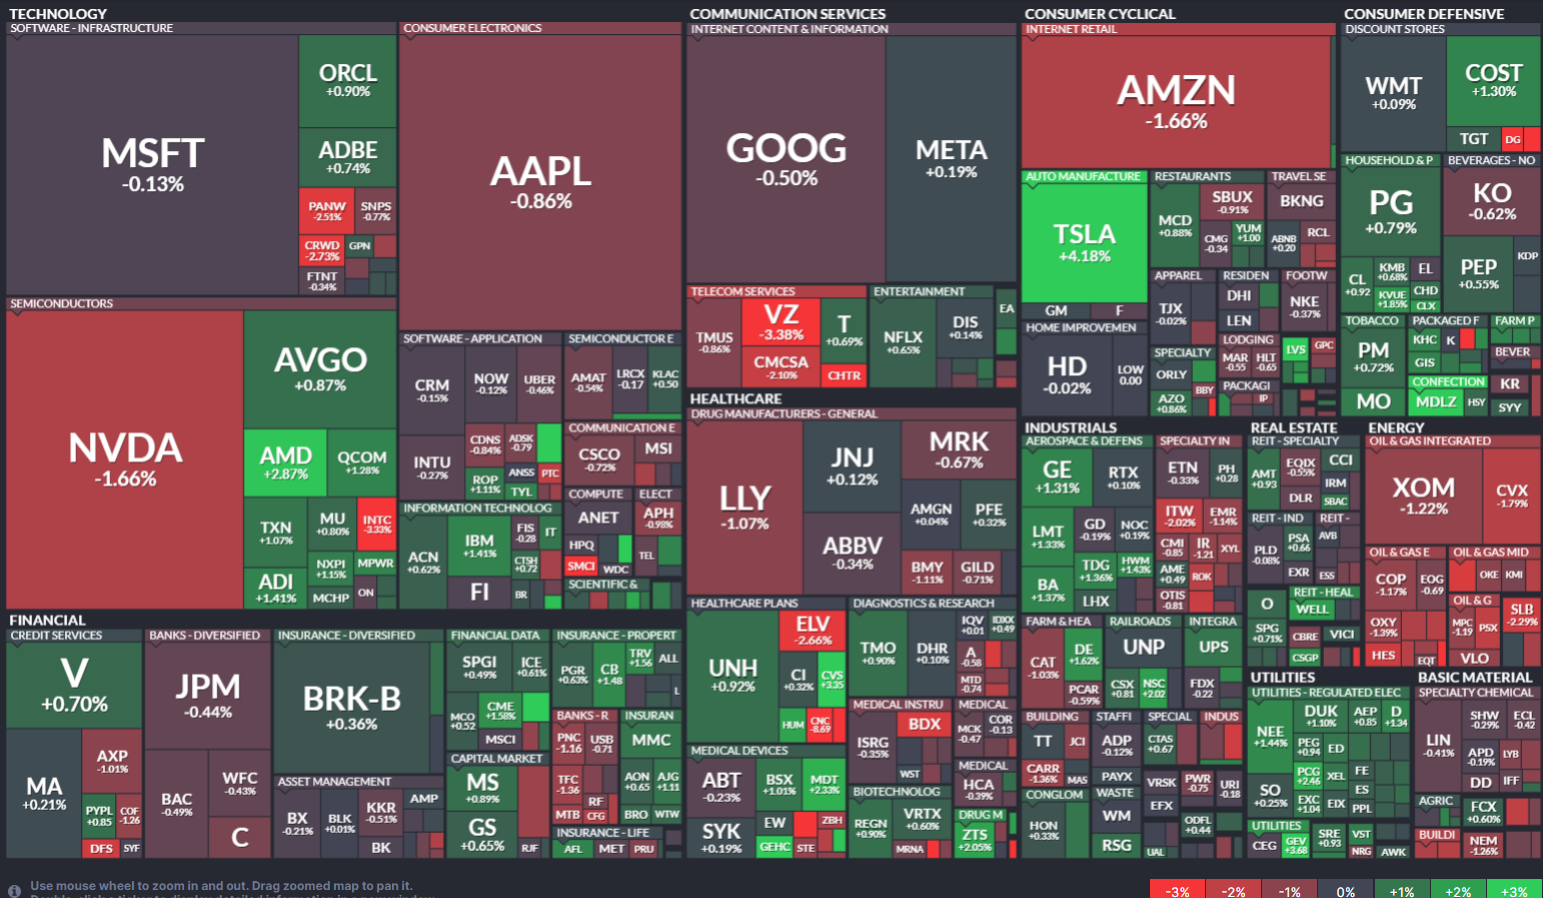 TECHNOLOGY
SOFTWARE - INFRASTRUCTURE
MSFT
-0.13%
ORCL
+0.90%
ADBE
+0.74%
PANW
-2.51%
SNPS
-0.77%
CRWD
-2.73%
GPN
FTNT
-0.34%
CONSUMER ELECTRONICS
AAPL
-0.86%
SEMICONDUCTORS
NVDA
-1.66%
AVGO
+0.87%
AMD
+2.87%
QCOM
+1.28%
TXN
+1.07%
MU
+0.80%
INTC
-3.33%
NXPI
+1.15%
MPWR
ADI
+1.41%
MCHP
ON
SOFTWARE - APPLICATION
CRM
-0.15%
NOW
-0.12%
UBER
-0.46%
INTU
-0.27%
CDNS
-0.84%
ADSK
-0.79
ROP
+1.11%
ANSS
PTC
TYL
SEMICONDUCTOR E
AMAT
-0.54%
LRCX
-0.17
KLAC
+0.50
COMMUNICATION E
CSCO
-0.72%
MSI
INFORMATION TECHNOLOG
ACN
+0.62%
IBM
+1.41%
FIS
-0.28
IT
CTSH
+0.72
FI
BR
COMPUTE
ANET
HPQ
SMCI
WDC
ELECT
APH
-0.98%
TEL
SCIENTIFIC &
COMMUNICATION SERVICES
INTERNET CONTENT & INFORMATION
GOOG
-0.50%
META
+0.19%
TELECOM SERVICES
TMUS
-0.86%
VZ
-3.38%
T
+0.69%
CMCSA
-2.10%
CHTR
ENTERTAINMENT
NFLX
+0.65%
DIS
+0.14%
EA
CONSUMER CYCLICAL
INTERNET RETAIL
AMZN
-1.66%
AUTO MANUFACTURE
TSLA
+4.18%
GM
F
RESTAURANTS
MCD
+0.88%
SBUX
-0.91%
CMG
-0.34
YUM
+1.00
TRAVEL SE
BKNG
ABNB
+0.20
RCL
HOME IMPROVEMEN
HD
-0.02%
LOW
0.00
APPAREL
TJX
-0.02%
RESIDEN
DHI
LEN
FOOTW
NKE
-0.37%
SPECIALTY
ORLY
AZO
+0.86%
BBY
LODGING
MAR
-0.55
HLT
-0.65
LVS
GPC
PACKAGI
IP
CONSUMER DEFENSIVE
DISCOUNT STORES
WMT
+0.09%
COST
+1.30%
TGT
DG
HOUSEHOLD & P
PG
+0.79%
CL
+0.92
KMB
+0.68%
EL
KVUE
+1.85%
CHD
CLX
BEVERAGES - NO
KO
-0.62%
PEP
+0.55%
KDP
TOBACCO
PM
+0.72%
MO
PACKAGED F
KHC
K
GIS
FARM P
BEVER
CONFECTION
MDLZ
HSY
KR
SYY
HEALTHCARE
DRUG MANUFACTURERS - GENERAL
LLY
-1.07%
JNJ
+0.12%
MRK
-0.67%
ABBV
-0.34%
AMGN
+0.04%
PFE
+0.32%
BMY
-1.11%
GILD
-0.71%
HEALTHCARE PLANS
UNH
+0.92%
ELV
-2.66%
CI
+0.32%
CVS
+3.35
HUM
CNC
-8.69
DIAGNOSTICS & RESEARCH
TMO
+0.90%
DHR
+0.10%
IQV
+0.01
IDXX
+0.49
A
-0.58
MTD
-0.74
MEDICAL INSTRU
ISRG
-0.35%
BDX
WST
MEDICAL
MCK
-0.47
COR
-0.13
MEDICAL DEVICES
ABT
-0.23%
BSX
+1.01%
MDT
+2.33%
SYK
+0.19%
EW
ZBH
GEHC
STE
MEDICAL
HCA
-0.39%
BIOTECHNOLOG
REGN
+0.90%
VRTX
+0.60%
MRNA
DRUG M
ZTS
+2.05%
FINANCIAL
CREDIT SERVICES
V
+0.70%
MA
+0.21%
AXP
-1.01%
PYPL
+0.85
COF
-1.26
DFS
SYF
BANKS - DIVERSIFIED
JPM
-0.44%
BAC
-0.49%
WFC
-0.43%
C
INSURANCE - DIVERSIFIED
BRK-B
+0.36%
ASSET MANAGEMENT
BX
-0.21%
BLK
+0.01%
KKR
-0.51%
AMP
BK
FINANCIAL DATA
SPGI
+0.49%
ICE
+0.61%
MCO
+0.52
CME
+1.58%
MSCI
CAPITAL MARKET
MS
+0.89%
GS
+0.65%
RJF
INSURANCE - PROPERT
PGR
+0.63%
CB
+1.48
TRV
+1.56
ALL
L
BANKS - R
PNC
-1.16
USB
-0.71
TFC
-1.36
RF
MTB
CFG
INSURAN
MMC
AON
+0.65
AJG
+1.11
BRO
WTW
INSURANCE - LIFE
AFL
MET
PRU
INDUSTRIALS
AEROSPACE & DEFENS
GE
+1.31%
RTX
+0.10%
LMT
+1.33%
GD
-0.19%
NOC
+0.19%
BA
+1.37%
TDG
+1.36%
HWM
+1.43%
LHX
SPECIALTY IN
ETN
-0.33%
PH
+0.28
ITW
-2.02%
EMR
-1.14%
CMI
-0.85
IR
-1.21
XYL
AME
+0.49
ROK
OTIS
-0.81
FARM & HEA
CAT
-1.03%
DE
+1.62%
PCAR
-0.59%
RAILROADS
UNP
CSX
+0.81
NSC
+2.02
INTEGRA
UPS
FDX
-0.22
BUILDING
TT
JCI
CARR
-1.36%
MAS
STAFFI
ADP
-0.12%
PAYX
SPECIAL
CTAS
+0.67
INDUS
CONGLOM
HON
+0.33%
WASTE
WM
RSG
VRSK
EFX
PWR
-0.75
URI
-0.18
ODFL
+0.44
UAL
REAL ESTATE
REIT - SPECIALTY
AMT
+0.93
EQIX
-0.55%
CCI
DLR
IRM
SBAC
REIT - IND
PLD
-0.08%
PSA
+0.66
EXR
REIT -
AVB
ESS
O
SPG
+0.71%
REIT - HEAL
WELL
CBRE
VICI
CSGP
ENERGY
OIL & GAS INTEGRATED
XOM
-1.22%
CVX
-1.79%
OIL & GAS E
COP
-1.17%
EOG
-0.69
OXY
-1.39%
HES
EQT
OIL & GAS MID
OKE
KMI
OIL & G
MPC
-1.19
PSX
VLO
SLB
-2.29%
UTILITIES
UTILITIES - REGULATED ELEC
NEE
+1.44%
DUK
+1.10%
AEP
+0.85
D
+1.34
SO
+0.25%
PEG
+0.94
ED
PCG
+2.46
XEL
FE
ES
EXC
+1.04
EIX
PPL
UTILITIES
CEG
GEV
+3.68
SRE
+0.93
VST
NRG
AWK
BASIC MATERIAL
SPECIALTY CHEMICAL
LIN
-0.41%
SHW
-0.29%
ECL
-0.42
APD
-0.19%
LYB
DD
IFF
AGRIC
FCX
+0.60%
BUILDI
NEM
-1.26%
Use mouse wheel to zoom in and out. Drag zoomed map to pan it.
-3%
-2%
-1%
0%
+1%
+2%
+3%